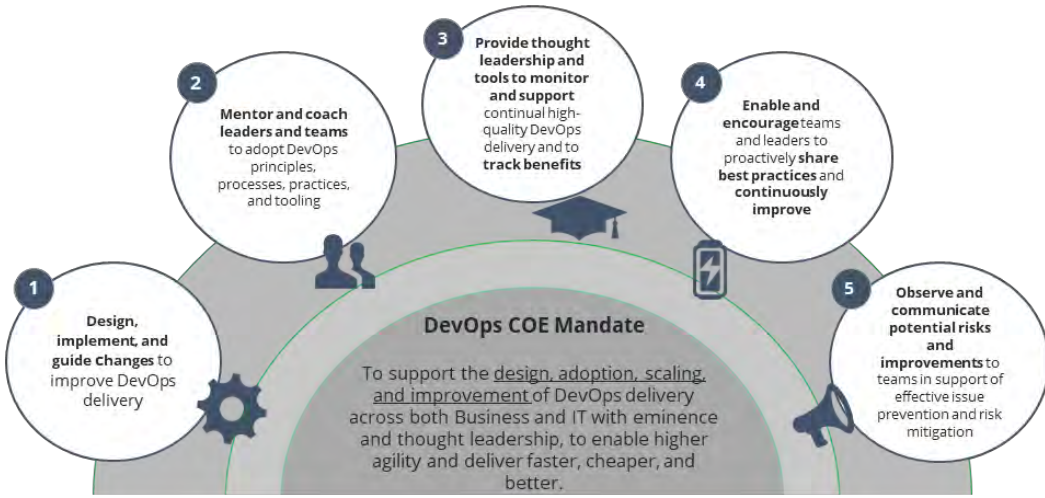 1
Design,
implement, and
guide Changes to
improve DevOps
delivery
2
Mentor and coach
leaders and teams
to adopt DevOps
principles,
processes, practices,
and tooling
3
Provide thought
leadership and
tools to monitor
and support
continual high-
quality DevOps
delivery and to
track benefits
4
Enable and
encourage teams
and leaders to
proactively share
best practices and
continuously
improve
5
Observe and
communicate
potential risks
and
improvements to
teams in support of
effective issue
prevention and risk
mitigation
DevOps COE Mandate
To support the design, adoption, scaling,
and improvement of DevOps delivery
across both Business and IT with eminence
and thought leadership, to enable higher
agility and deliver faster, cheaper, and
better.